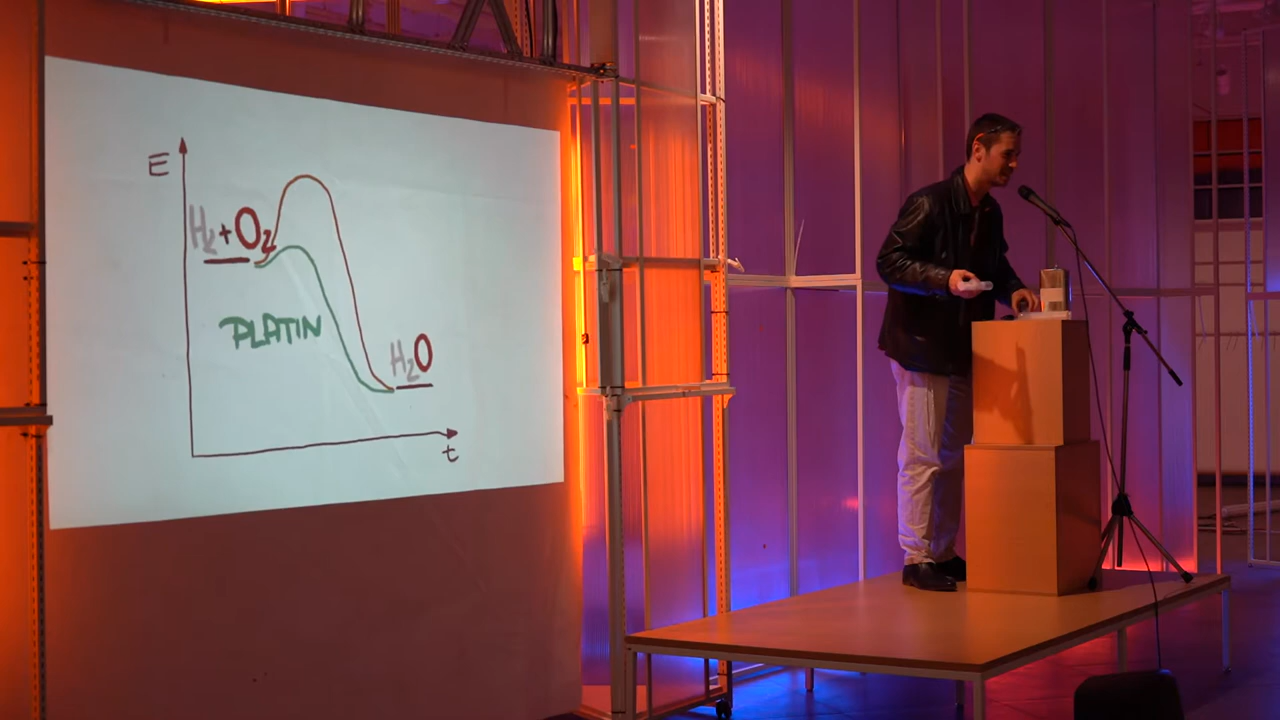 E
H₂+O₂
PLATIN
H₂O
t